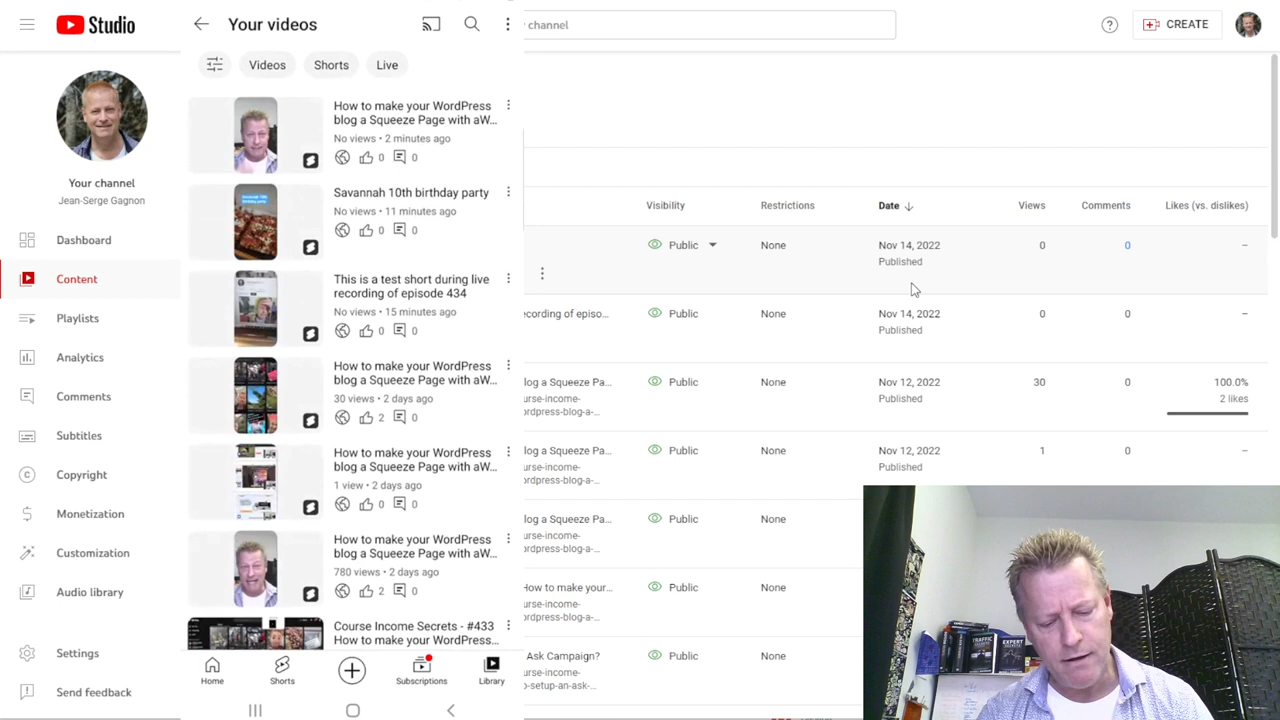 Studio
Your channel
Jean-Serge Gagnon
Dashboard
Content
Playlists
Analytics
Comments
Subtitles
Copyright
Monetization
Customization
Audio library
Settings
Send feedback
Your videos
Videos
Shorts
Live
How to make your WordPress
blog a Squeeze Page with aW...
No views • 2 minutes ago
0 0
Savannah 10th birthday party
No views • 11 minutes ago
0 0
This is a test short during live
recording of episode 434
No views • 15 minutes ago
0 0
How to make your WordPress
blog a Squeeze Page with aW...
30 views • 2 days ago
2 0
How to make your WordPress
blog a Squeeze Page with aW...
1 view • 2 days ago
0 0
How to make your WordPress
blog a Squeeze Page with aW...
780 views • 2 days ago
2 0
Course Income Secrets - #433
How to make your WordPress...
Home
Shorts
Subscriptions
Library
channel
CREATE
Visibility Restrictions Date Views Comments Likes (vs. dislikes)
Public None Nov 14, 2022 0 0 –
Published
ecording of episo... Public None Nov 14, 2022 0 0 –
Published
blog a Squeeze Pa... Public None Nov 12, 2022 30 0 100.0%
urse-income- Published 2 likes
ordpress-blog-a-...
blog a Squeeze Pa... Public None Nov 12, 2022 1 0 –
urse-income- Published
ordpress-blog-a-...
blog a Squeeze Pa... Public None
urse-income-
ordpress-blog-a-...
How to make your... Public None
urse-income-
ordpress-blog-a-...
Ask Campaign? Public None
urse-income-
o-setup-an-ask-...
TRAFFIC
EXPERT